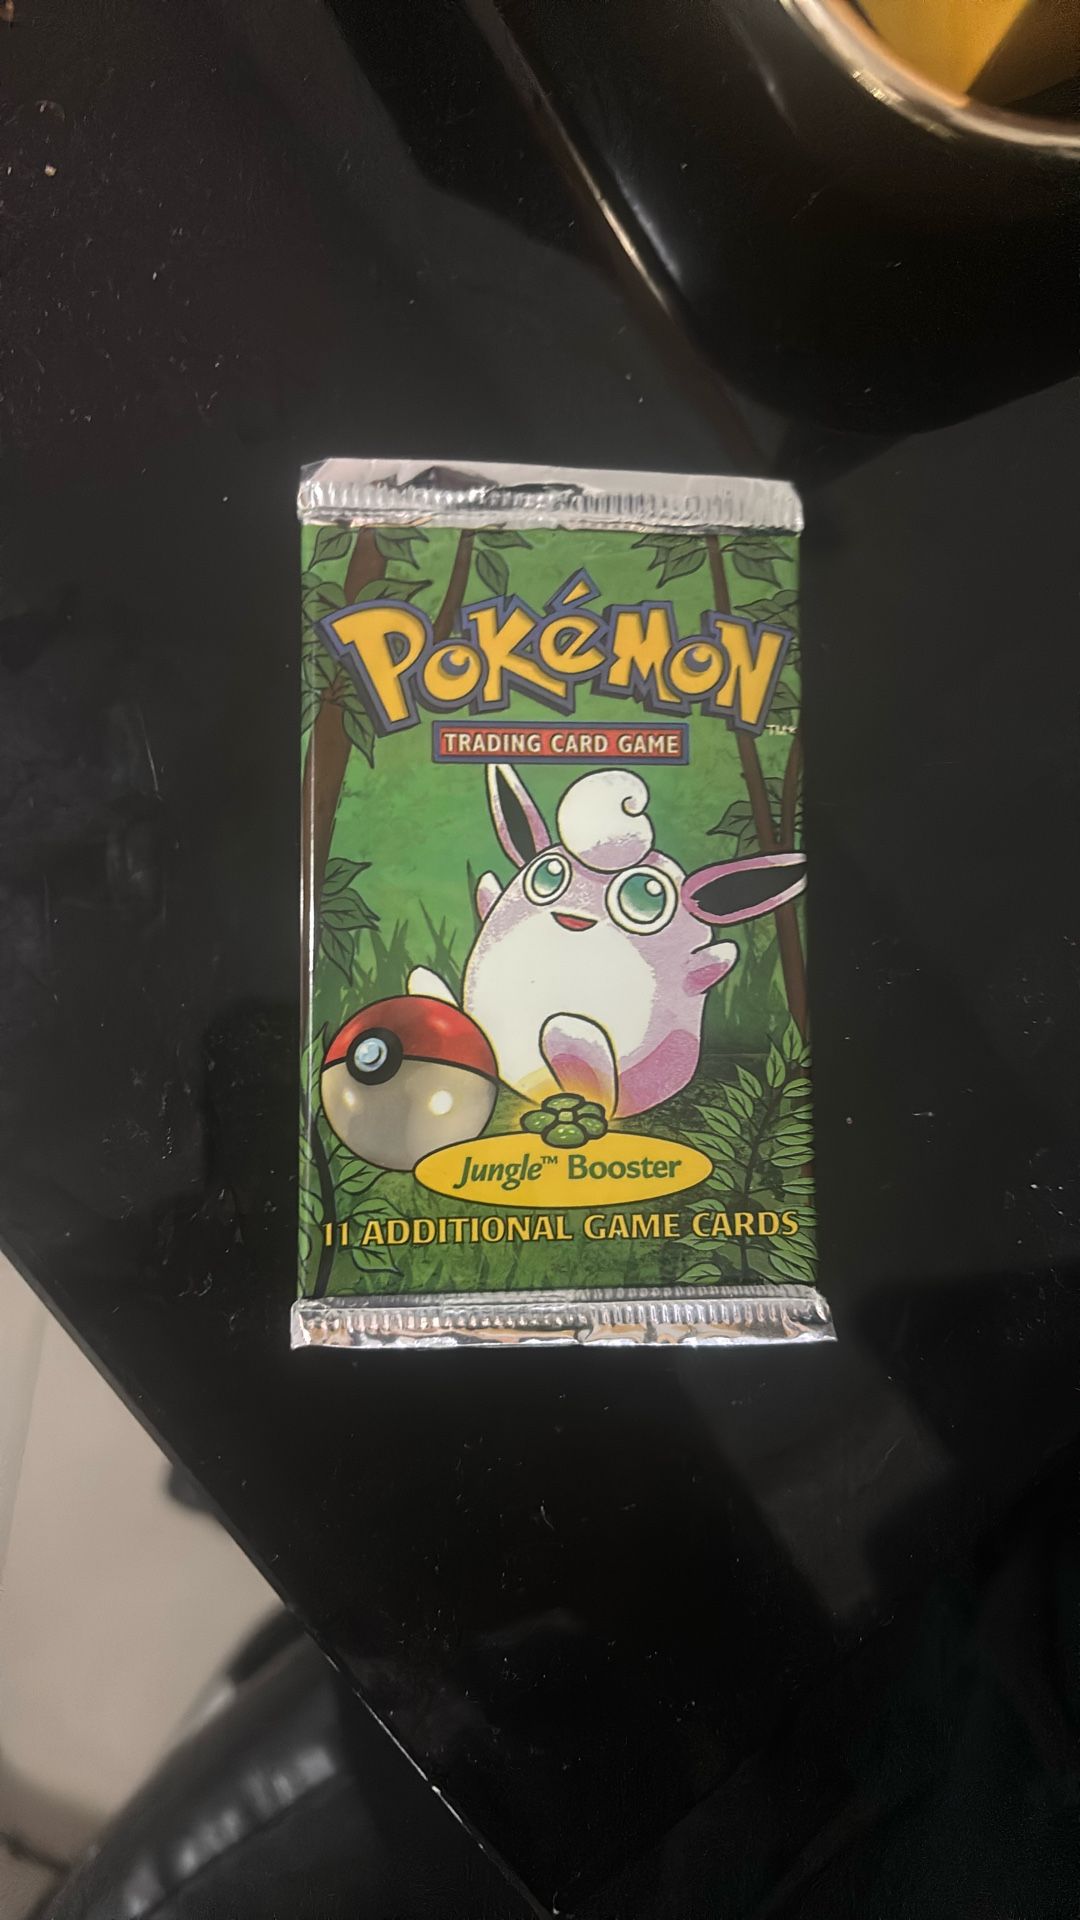 POKéMON
TRADING CARD GAME
Jungle™ Booster
11 ADDITIONAL GAME CARDS